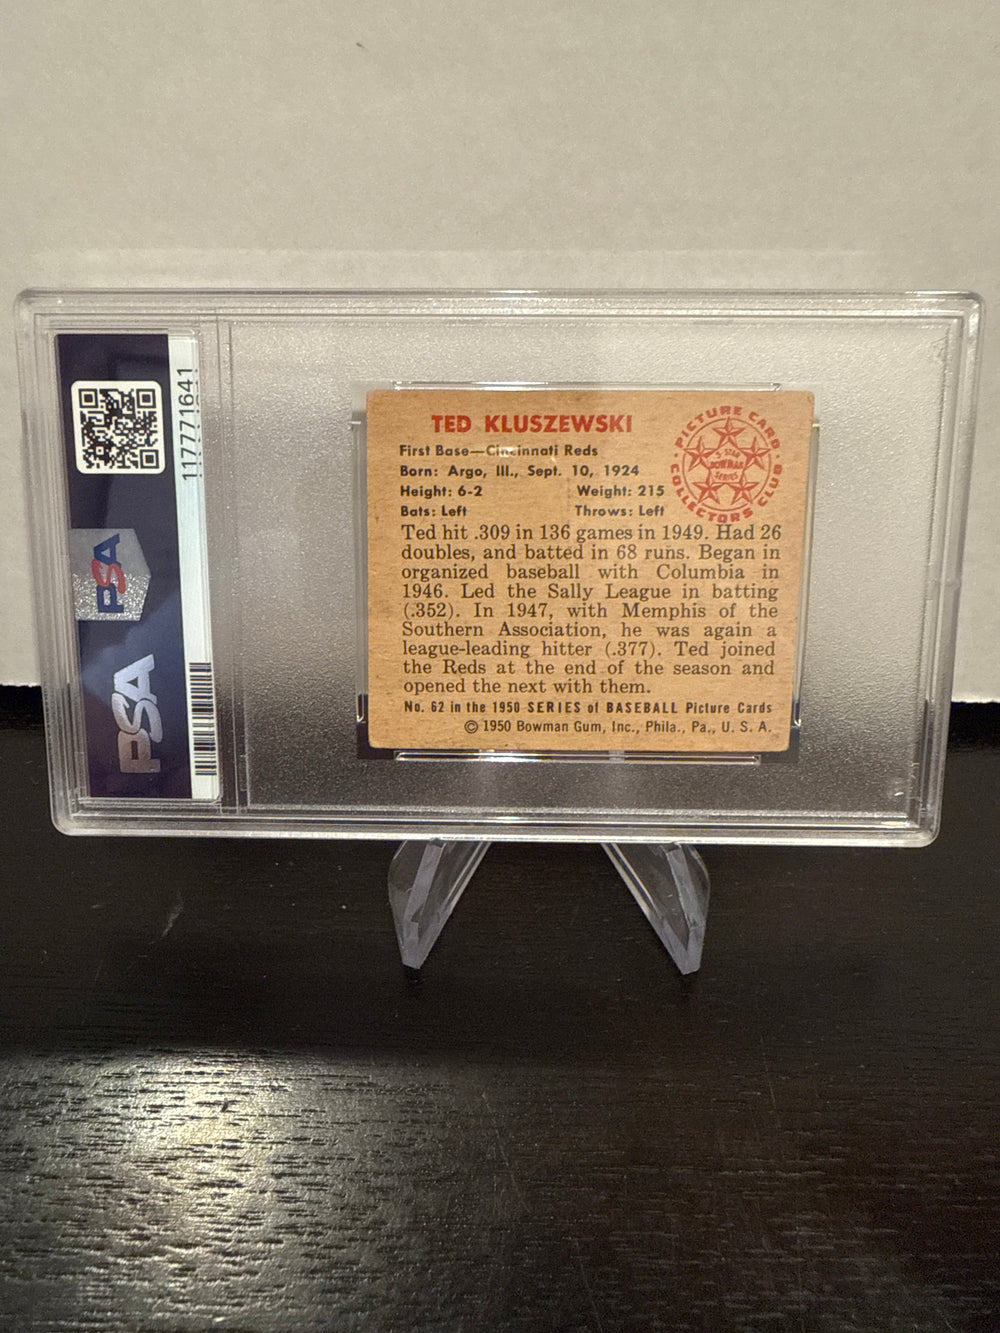 117771641
PSA
PSA
TED KLUSZEWSKI
First Base—Cincinnati Reds
Born: Argo, Ill., Sept. 10, 1924
Height: 6-2 Weight: 215
Bats: Left Throws: Left
PICTURE CARD
COLLECTORS CLUB
5-STAR
BOWMAN
SERIES
Ted hit .309 in 136 games in 1949. Had 26
doubles, and batted in 68 runs. Began in
organized baseball with Columbia in
1946. Led the Sally League in batting
(.352). In 1947, with Memphis of the
Southern Association, he was again a
league-leading hitter (.377). Ted joined
the Reds at the end of the season and
opened the next with them.
No. 62 in the 1950 SERIES of BASEBALL Picture Cards
© 1950 Bowman Gum, Inc., Phila., Pa., U. S. A.